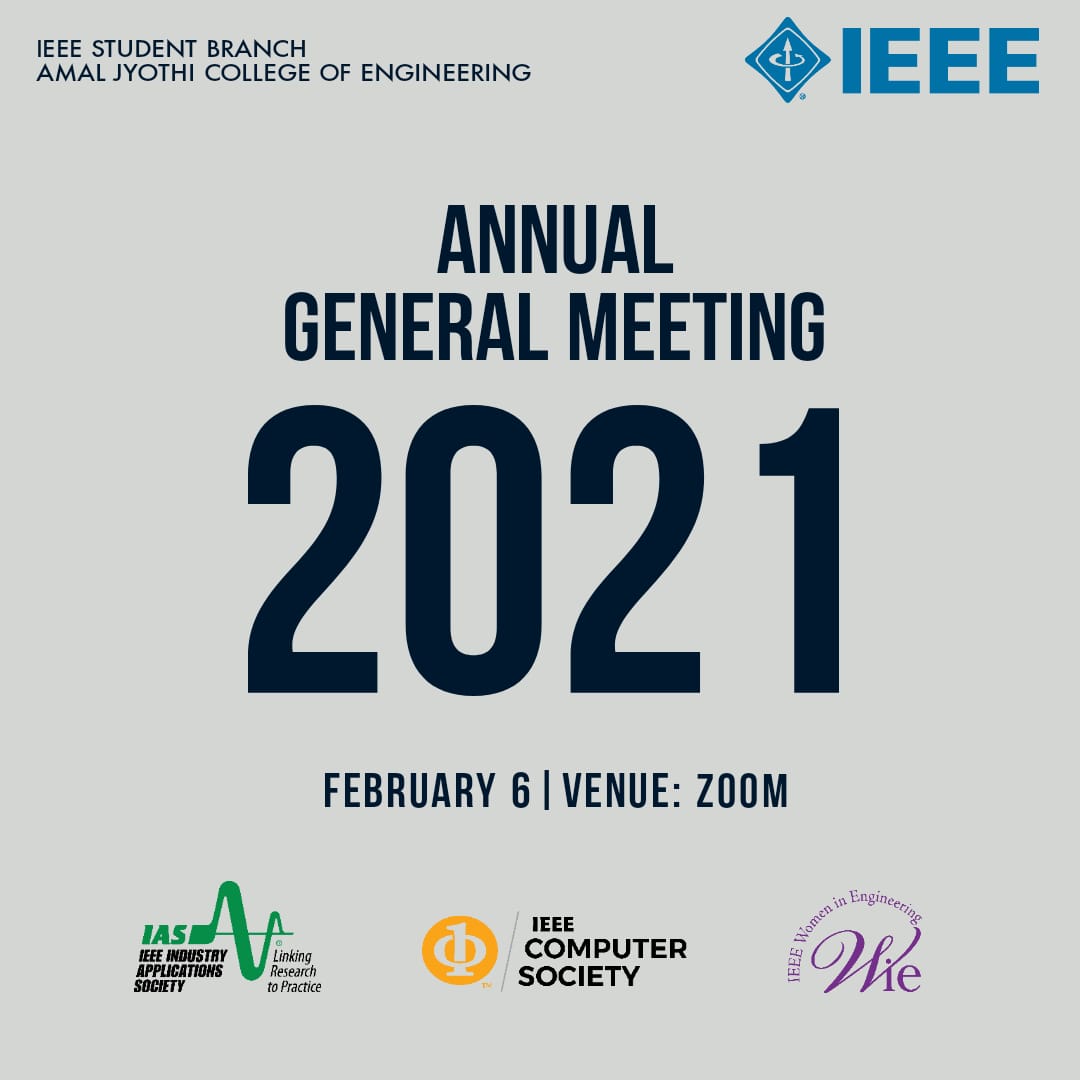 IEEE STUDENT BRANCH
AMAL JYOTHI COLLEGE OF ENGINEERING
IEEE
ANNUAL
GENERAL MEETING
2021
FEBRUARY 6 | VENUE: ZOOM
IAS
IEEE INDUSTRY
APPLICATIONS
SOCIETY
®
Linking
Research
to Practice
IEEE
COMPUTER
SOCIETY
TM
IEEE Women in Engineering
Wie